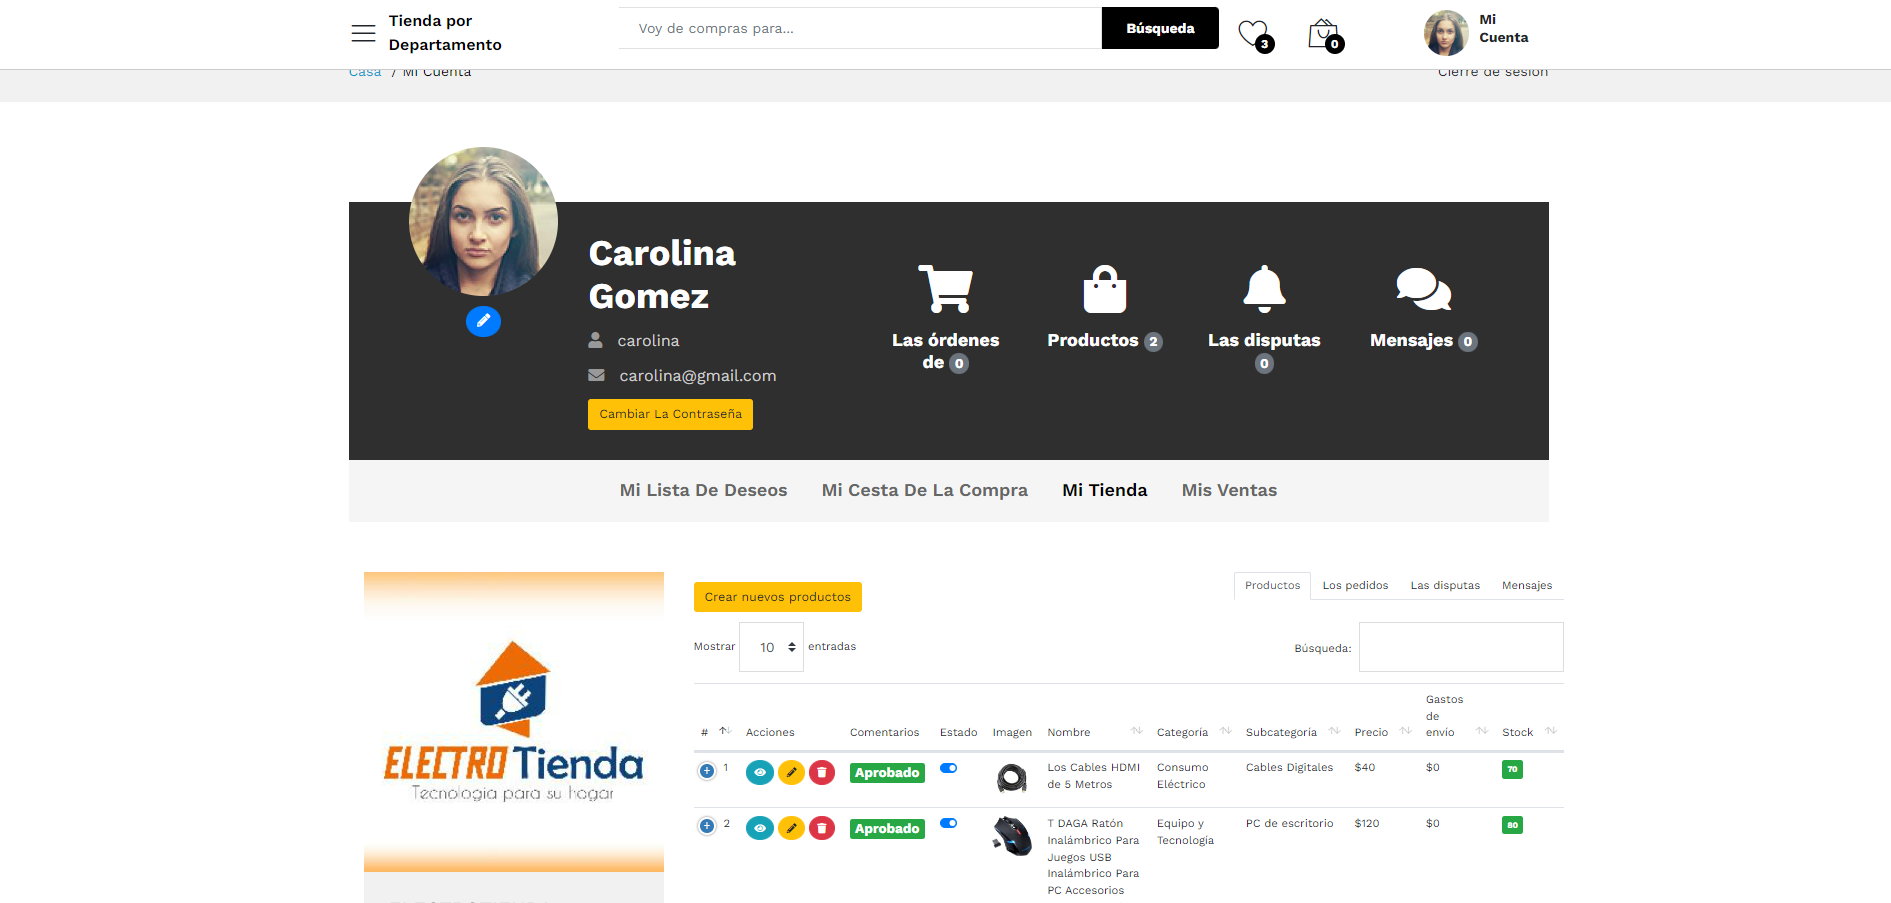 Tienda por
Departamento
Voy de compras para...
Búsqueda
3
0
Mi
Cuenta
Casa / Mi Cuenta
Cierre de sesión
Carolina
Gomez
carolina
carolina@gmail.com
Cambiar La Contraseña
Las órdenes
de 0
Productos 2
Las disputas
0
Mensajes 0
Mi Lista De Deseos
Mi Cesta De La Compra
Mi Tienda
Mis Ventas
ELECTRO Tienda
Tecnologia para su hogar
Crear nuevos productos
Productos
Los pedidos
Las disputas
Mensajes
Mostrar 10 entradas
Búsqueda:
# Acciones Comentarios Estado Imagen Nombre Categoría Subcategoría Precio
Gastos
de
envío
Stock
1 Aprobado
Los Cables HDMI
de 5 Metros
Consumo
Eléctrico
Cables Digitales
$40
$0
70
2 Aprobado
T DAGA Ratón
Inalámbrico Para
Juegos USB
Inalámbrico Para
PC Accesorios
Equipo y
Tecnología
PC de escritorio
$120
$0
80